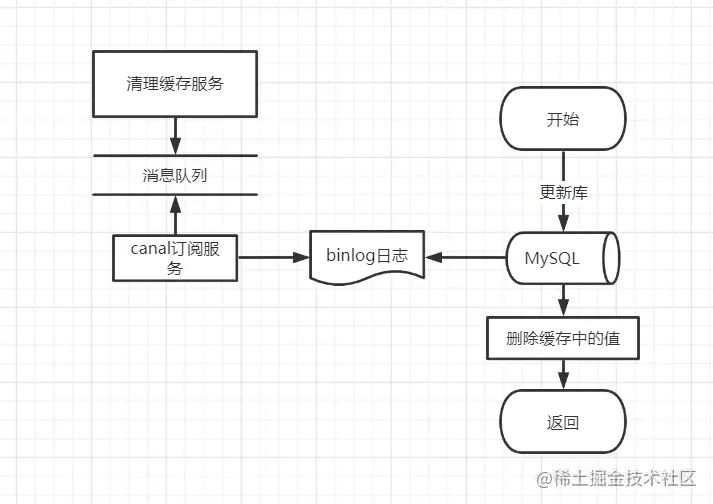 清理缓存服务
消息队列
canal订阅服
务
binlog日志
开始
更新库
MySQL
删除缓存中的值
返回
@稀土掘金技术社区